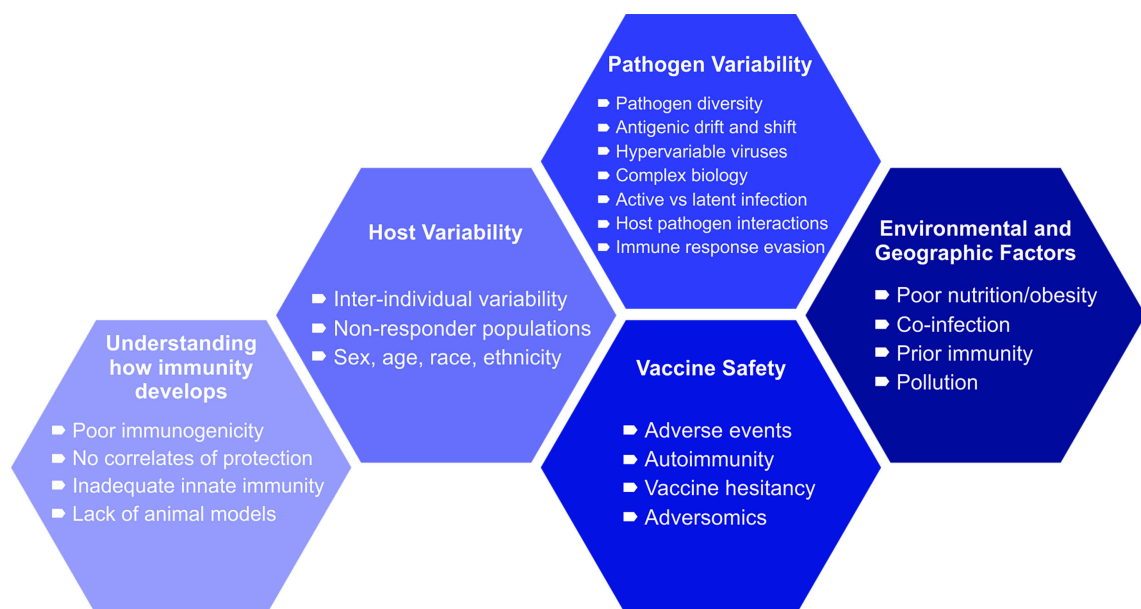 Pathogen Variability
Pathogen diversity
Antigenic drift and shift
Hypervariable viruses
Complex biology
Active vs latent infection
Host pathogen interactions
Immune response evasion
Host Variability
Inter-individual variability
Non-responder populations
Sex, age, race, ethnicity
Environmental and
Geographic Factors
Poor nutrition/obesity
Co-infection
Prior immunity
Pollution
Understanding
how immunity
develops
Poor immunogenicity
No correlates of protection
Inadequate innate immunity
Lack of animal models
Vaccine Safety
Adverse events
Autoimmunity
Vaccine hesitancy
Adversomics